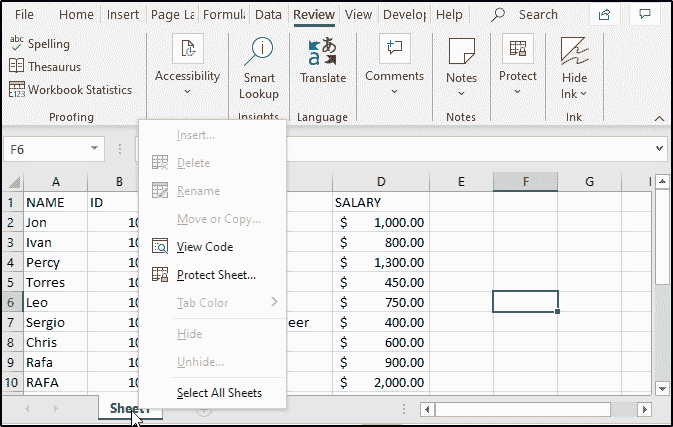 File Home Insert Page La Formula Data Review View Develo Help Search
abc Spelling
Thesaurus
Workbook Statistics
Proofing
Accessibility
Smart Lookup
Insights
Translate
Language
Comments
Notes
Notes
Protect
Hide Ink
Ink
F6
A B D E F G
1 NAME ID SALARY
2 Jon 10 $ 1,000.00
3 Ivan 10 $ 800.00
4 Percy 10 $ 1,300.00
5 Torres 10 $ 450.00
6 Leo 10 $ 750.00
7 Sergio 10 eer $ 400.00
8 Chris 10 $ 600.00
9 Rafa 10 $ 900.00
10 RAFA 10 $ 2,000.00
Insert...
Delete
Rename
Move or Copy...
View Code
Protect Sheet...
Tab Color
Hide
Unhide...
Select All Sheets
Sheet1